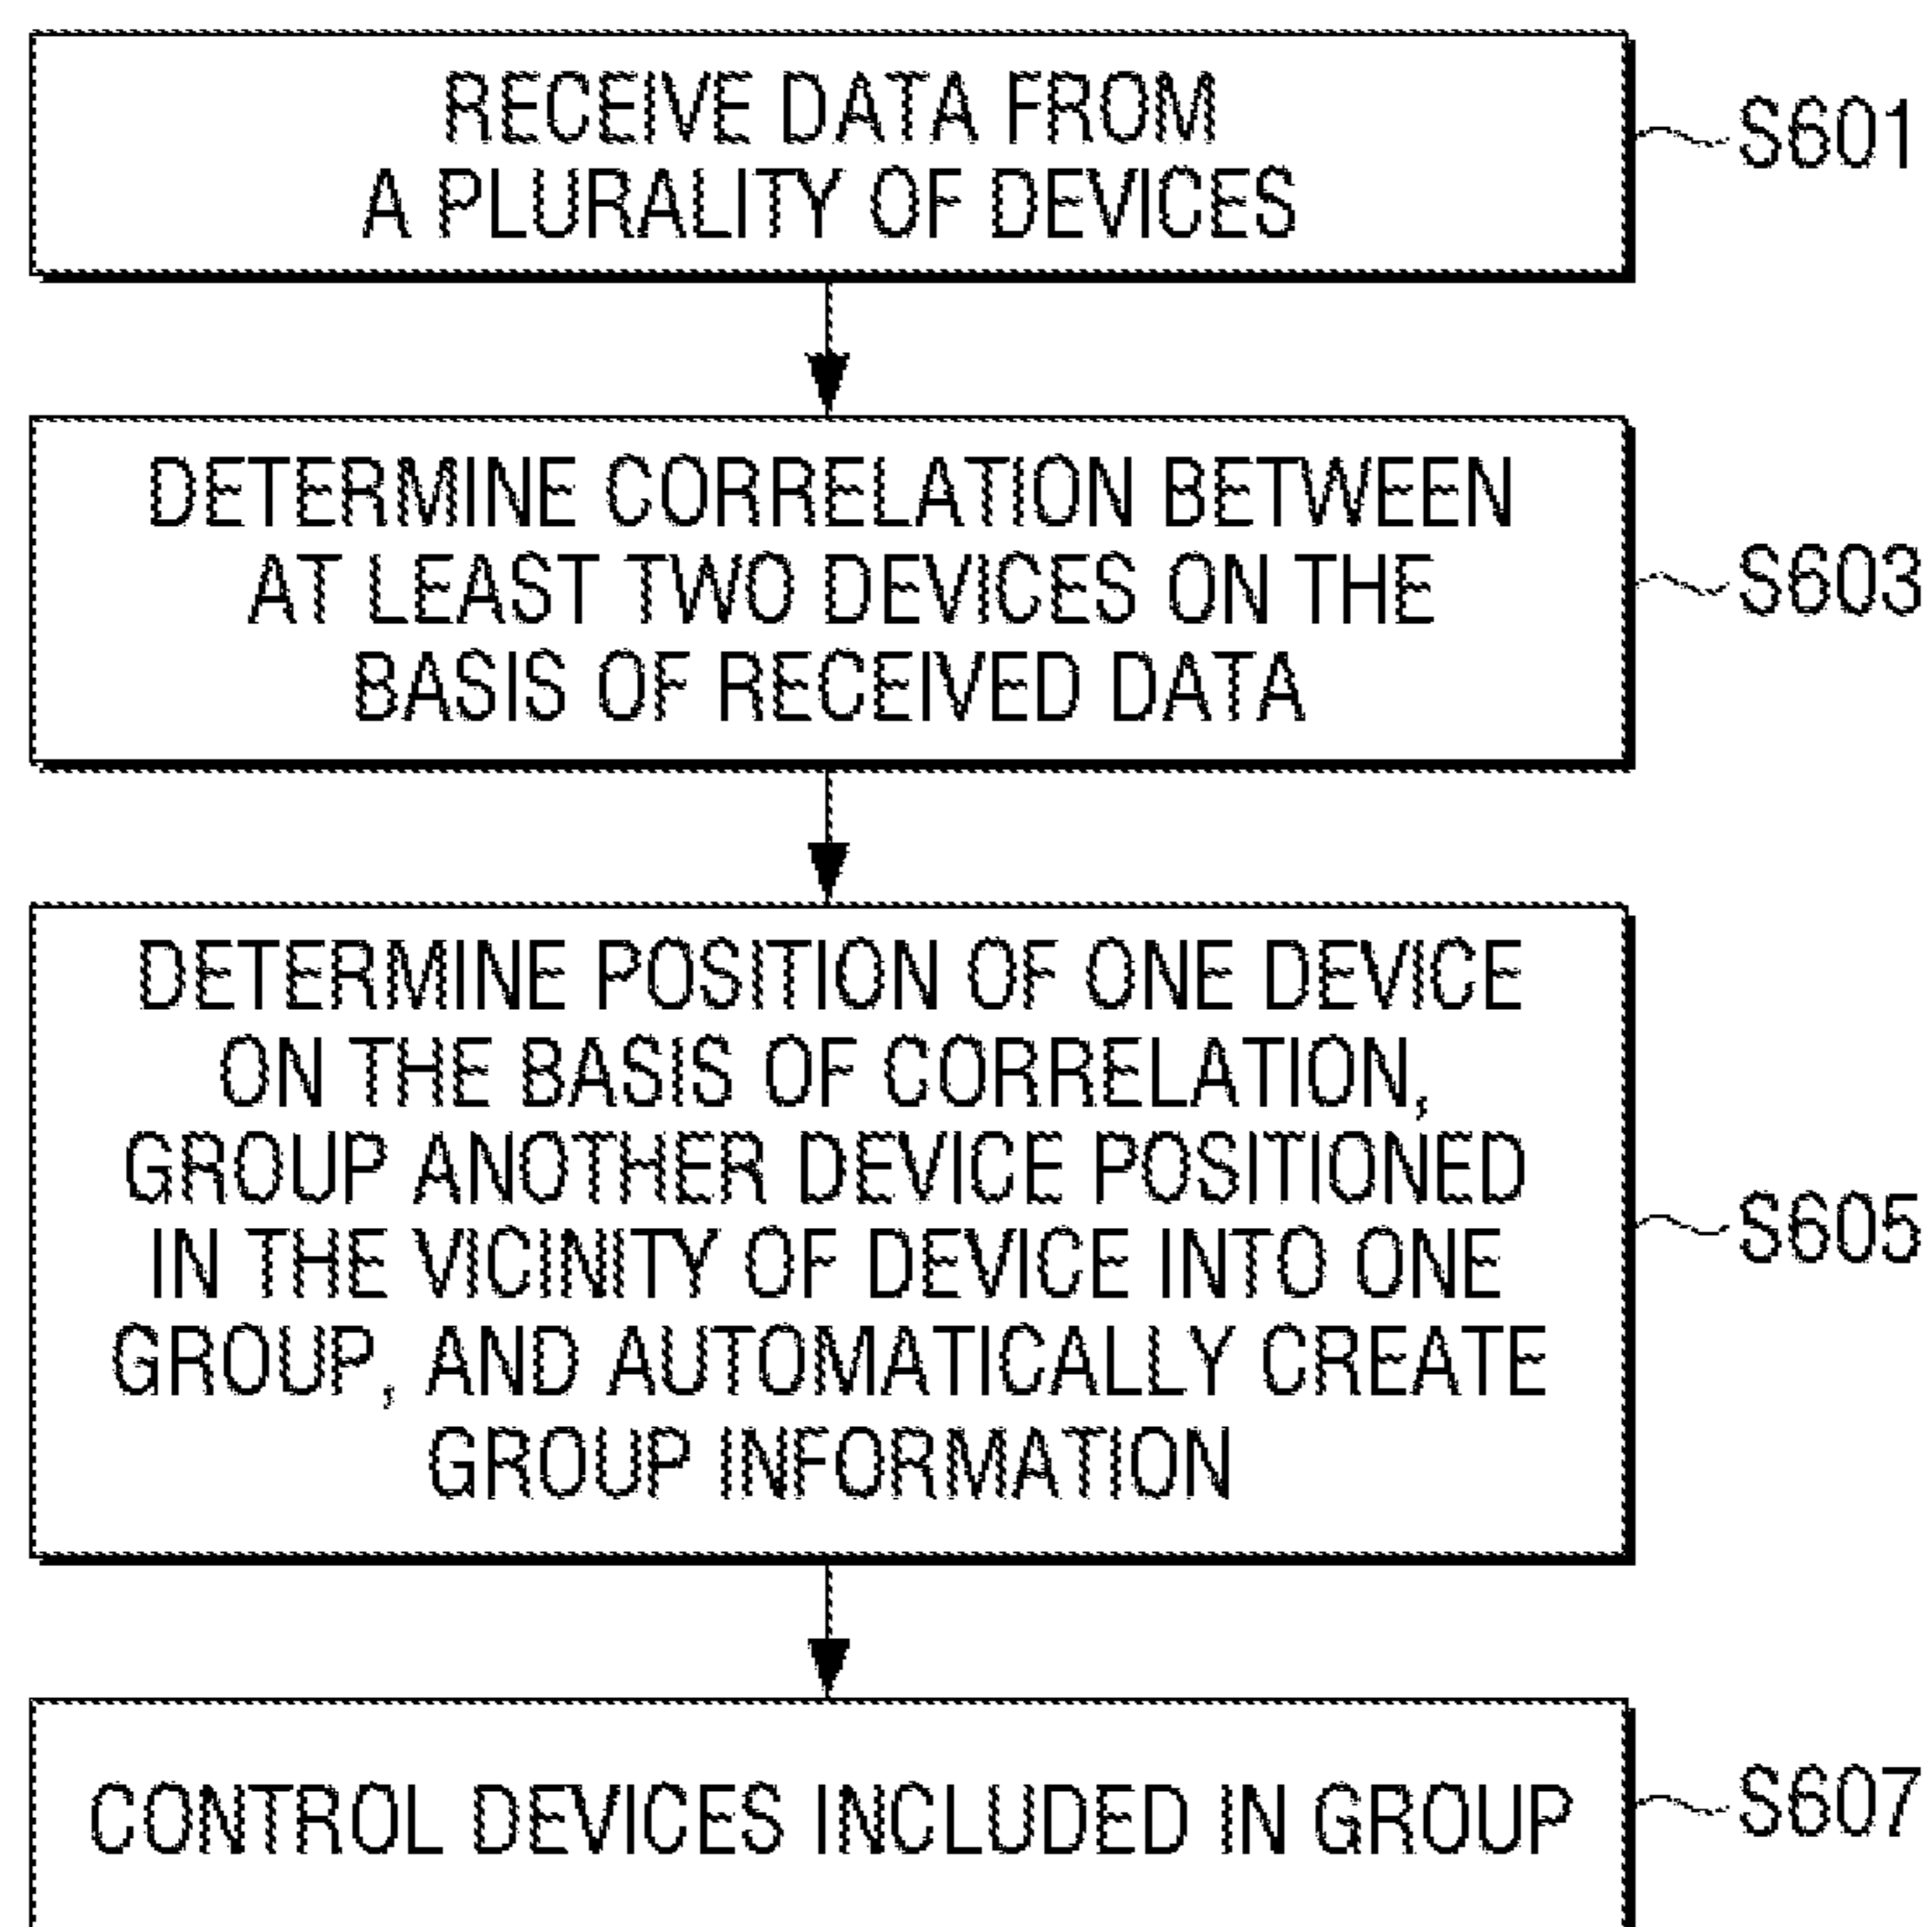 RECEIVE DATA FROM
A PLURALITY OF DEVICES
S601
DETERMINE CORRELATION BETWEEN
AT LEAST TWO DEVICES ON THE
BASIS OF RECEIVED DATA
S603
DETERMINE POSITION OF ONE DEVICE
ON THE BASIS OF CORRELATION,
GROUP ANOTHER DEVICE POSITIONED
IN THE VICINITY OF DEVICE INTO ONE
GROUP, AND AUTOMATICALLY CREATE
GROUP INFORMATION
S605
CONTROL DEVICES INCLUDED IN GROUP
S607